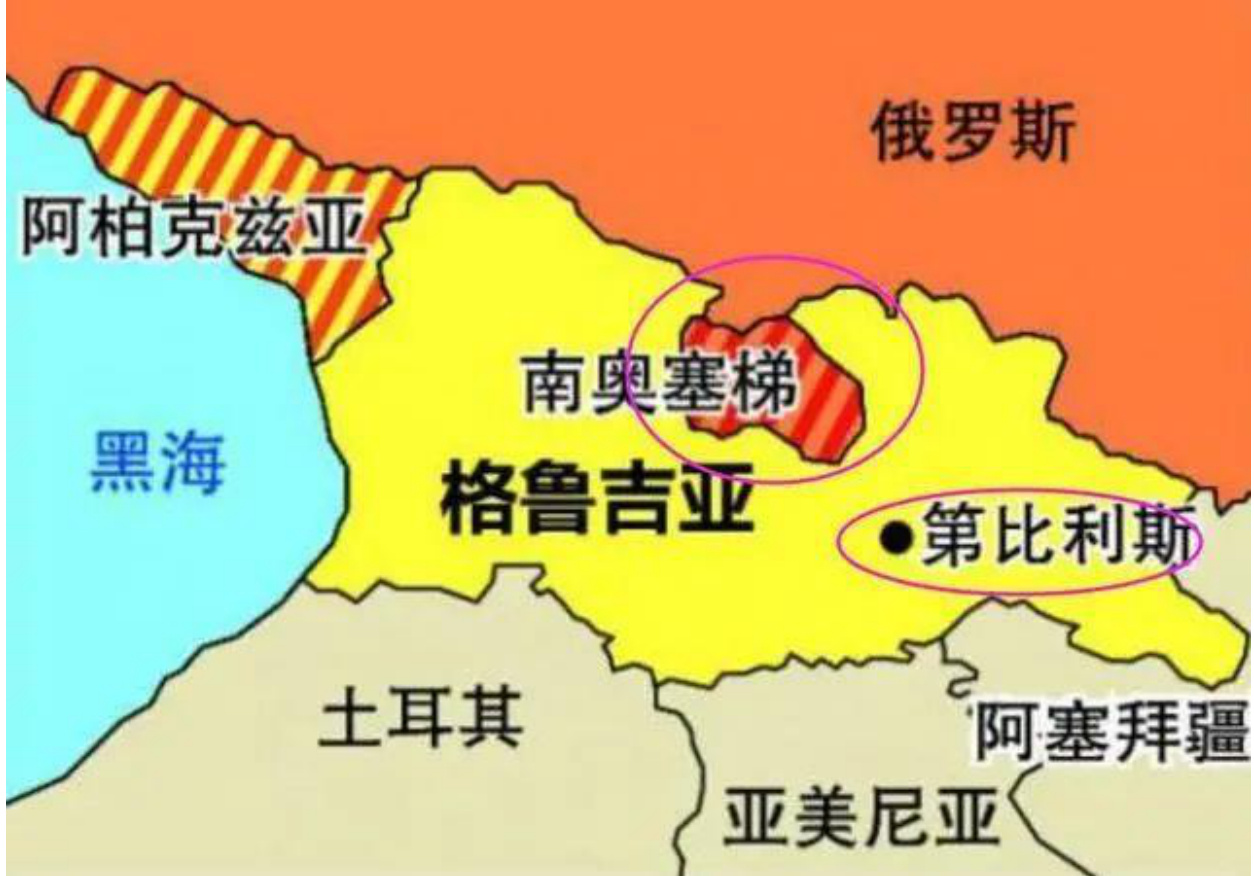 俄罗斯
阿柏克兹亚
南奥塞梯
黑海
格鲁吉亚
第比利斯
土耳其
阿塞拜疆
亚美尼亚